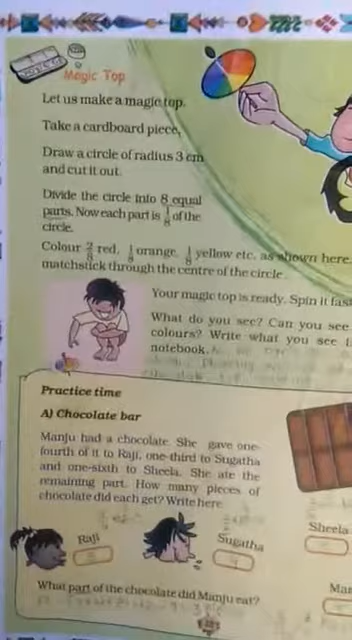 Magic Top
Let us make a magic top.
Take a cardboard piece,
Draw a circle of radius 3 cm
and cut it out.
Divide the circle into 8 equal
parts. Now each part is 1/8 of the
circle.
Colour 2/8 red, 1/8 orange, 1/8 yellow etc. as shown here.
matchstick through the centre of the circle.
Your magic top is ready. Spin it fast
What do you see? Can you see
colours? Write what you see
notebook.
Practice time
A) Chocolate bar
Manju had a chocolate. She gave one-
fourth of it to Raji, one-third to Sugatha
and one-sixth to Sheela. She ate the
remaining part. How many pieces of
chocolate did each get? Write here
Raji
Sugatha
Sheela
What part of the chocolate did Manju eat?